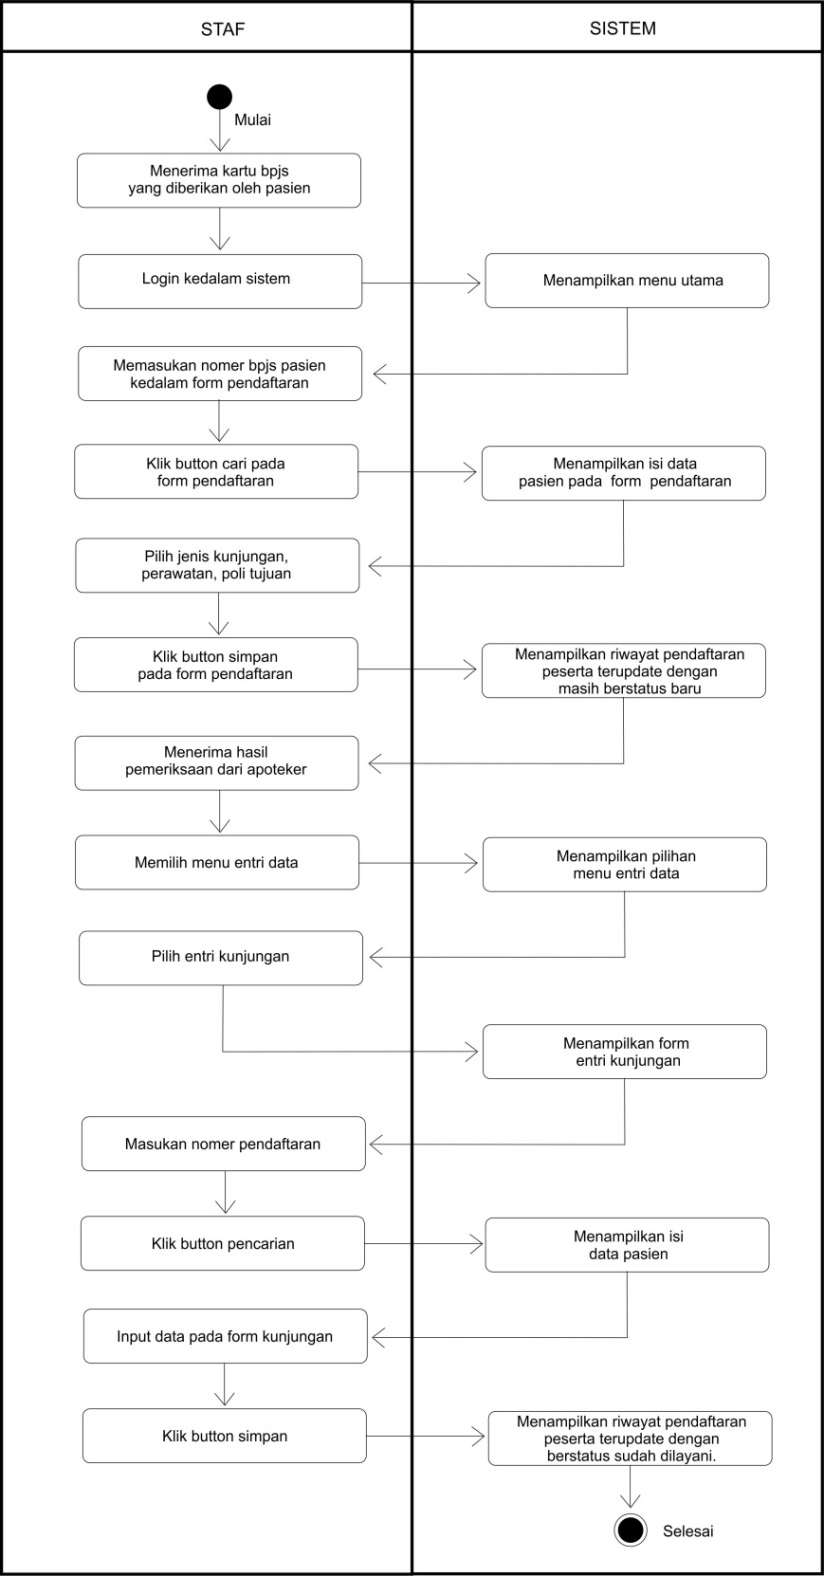 STAF
SISTEM
Mulai
Menerima kartu bpjs
yang diberikan oleh pasien
Login kedalam sistem
Menampilkan menu utama
Memasukan nomer bpjs pasien
kedalam form pendaftaran
Klik button cari pada
form pendaftaran
Menampilkan isi data
pasien pada form pendaftaran
Pilih jenis kunjungan,
perawatan, poli tujuan
Klik button simpan
pada form pendaftaran
Menampilkan riwayat pendaftaran
peserta terupdate dengan
masih berstatus baru
Menerima hasil
pemeriksaan dari apoteker
Memilih menu entri data
Menampilkan pilihan
menu entri data
Pilih entri kunjungan
Menampilkan form
entri kunjungan
Masukan nomer pendaftaran
Klik button pencarian
Menampilkan isi
data pasien
Input data pada form kunjungan
Klik button simpan
Menampilkan riwayat pendaftaran
peserta terupdate dengan
berstatus sudah dilayani.
Selesai